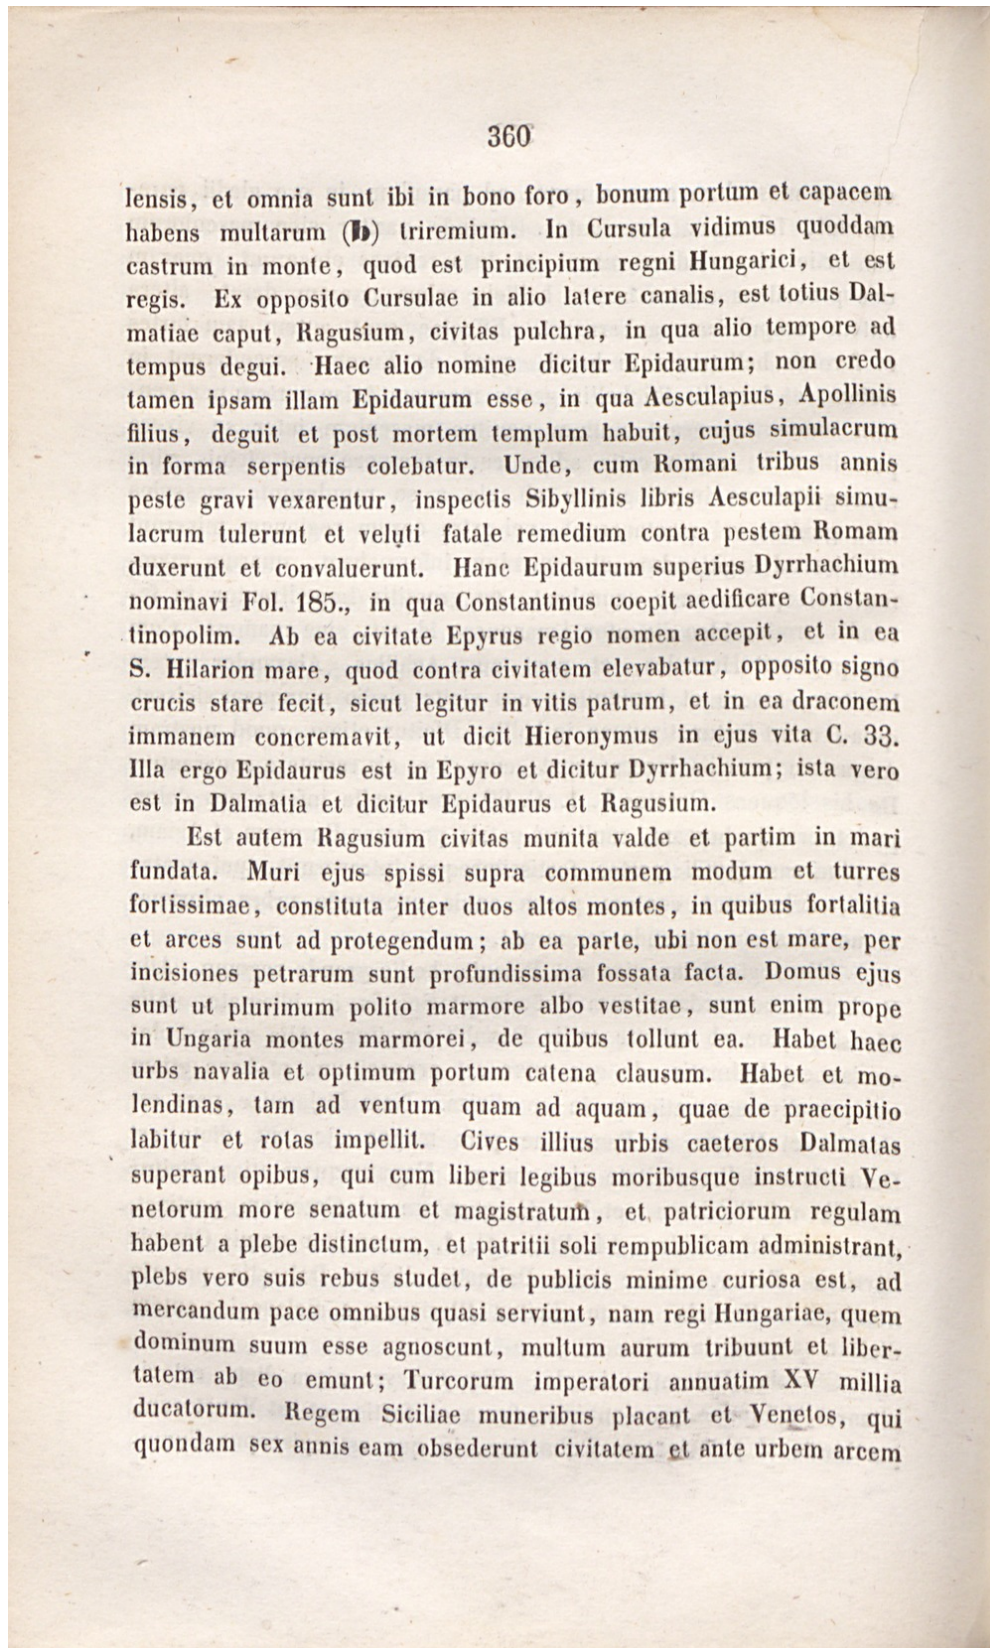 360
lensis, et omnia sunt ibi in bono foro, bonum portum et capacem
habens multarum (b) triremium. In Cursula vidimus quoddam
castrum in monte, quod est principium regni Hungarici, et est
regis. Ex opposito Cursulae in alio latere canalis, est totius Dal-
matiae caput, Ragusium, civitas pulchra, in qua alio tempore ad
tempus degui. Haec alio nomine dicitur Epidaurum; non credo
tamen ipsam illam Epidaurum esse, in qua Aesculapius, Apollinis
filius, deguit et post mortem templum habuit, cujus simulacrum
in forma serpentis colebatur. Unde, cum Romani tribus annis
peste gravi vexarentur, inspectis Sibyllinis libris Aesculapii simu-
lacrum tulerunt et veluti fatale remedium contra pestem Romam
duxerunt et convaluerunt. Hanc Epidaurum superius Dyrrhachium
nominavi Fol. 185., in qua Constantinus coepit aedificare Constan-
tinopolim. Ab ea civitate Epyrus regio nomen accepit, et in ea
S. Hilarion mare, quod contra civitatem elevabatur, opposito signo
crucis stare fecit, sicut legitur in vitis patrum, et in ea draconem
immanem concremavit, ut dicit Hieronymus in ejus vita C. 33.
Illa ergo Epidaurus est in Epyro et dicitur Dyrrhachium; ista vero
est in Dalmatia et dicitur Epidaurus et Ragusium.
Est autem Ragusium civitas munita valde et partim in mari
fundata. Muri ejus spissi supra communem modum et turres
fortissimae, constituta inter duos altos montes, in quibus fortalitia
et arces sunt ad protegendum; ab ea parte, ubi non est mare, per
incisiones petrarum sunt profundissima fossata facta. Domus ejus
sunt ut plurimum polito marmore albo vestitae, sunt enim prope
in Ungaria montes marmorei, de quibus tollunt ea. Habet haec
urbs navalia et optimum portum catena clausum. Habet et mo-
lendinas, tam ad ventum quam ad aquam, quae de praecipitio
labitur et rotas impellit. Cives illius urbis caeteros Dalmatas
superant opibus, qui cum liberi legibus moribusque instructi Ve-
netorum more senatum et magistratum, et patriciorum regulam
habent a plebe distinctum, et patritii soli rempublicam administrant,
plebs vero suis rebus studet, de publicis minime curiosa est, ad
mercandum pace omnibus quasi serviunt, nam regi Hungariae, quem
dominum suum esse agnoscunt, multum aurum tribuunt et liber-
tatem ab eo emunt; Turcorum imperatori annuatim XV millia
ducatorum. Regem Siciliae muneribus placant et Venetos, qui
quondam sex annis eam obsederunt civitatem et ante urbem arcem